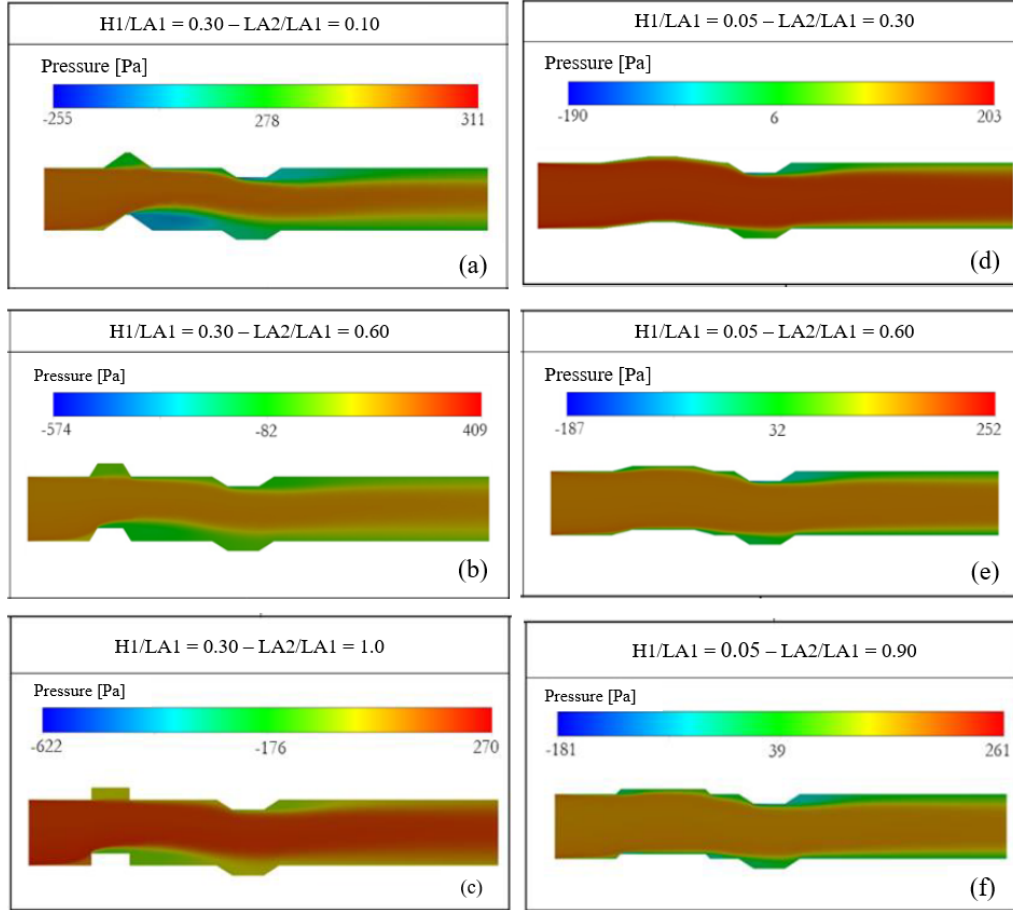 H1/LA1 = 0.30 – LA2/LA1 = 0.10
Pressure [Pa]
-255 278 311
(a)
H1/LA1 = 0.05 – LA2/LA1 = 0.30
Pressure [Pa]
-190 6 203
(d)
H1/LA1 = 0.30 – LA2/LA1 = 0.60
Pressure [Pa]
-574 -82 409
(b)
H1/LA1 = 0.05 – LA2/LA1 = 0.60
Pressure [Pa]
-187 32 252
(e)
H1/LA1 = 0.30 – LA2/LA1 = 1.0
Pressure [Pa]
-622 -176 270
(c)
H1/LA1 = 0.05 – LA2/LA1 = 0.90
Pressure [Pa]
-181 39 261
(f)